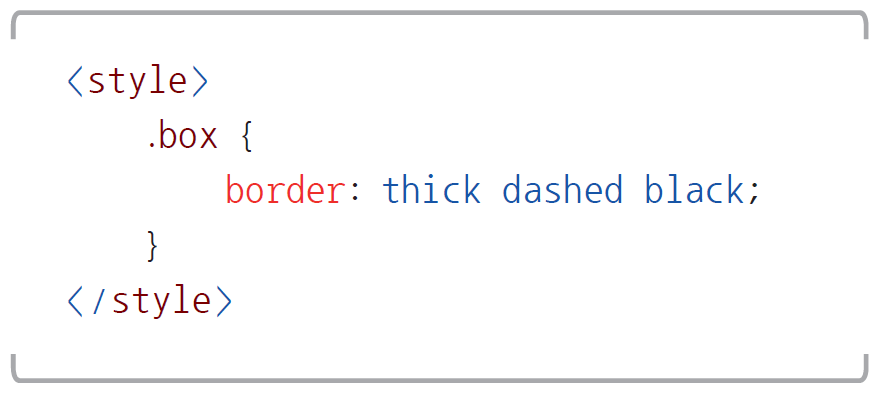 <style>
.box {
border: thick dashed black;
}
</style>